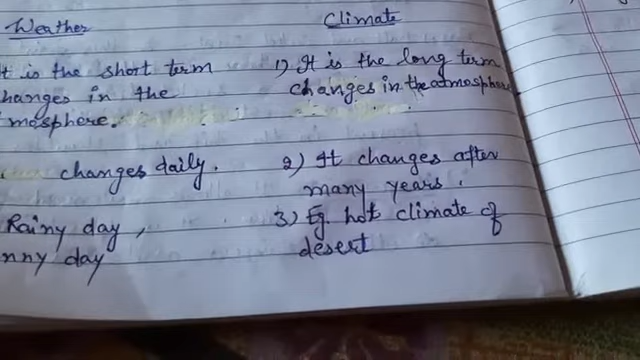 Weather
Climate
t is the short term
hanges in the
mosphere.
changes daily.
Rainy day,
nny day
1) It is the long term
changes in the atmosphere.
2) It changes after
many years.
3) Eg. hot climate of
desert